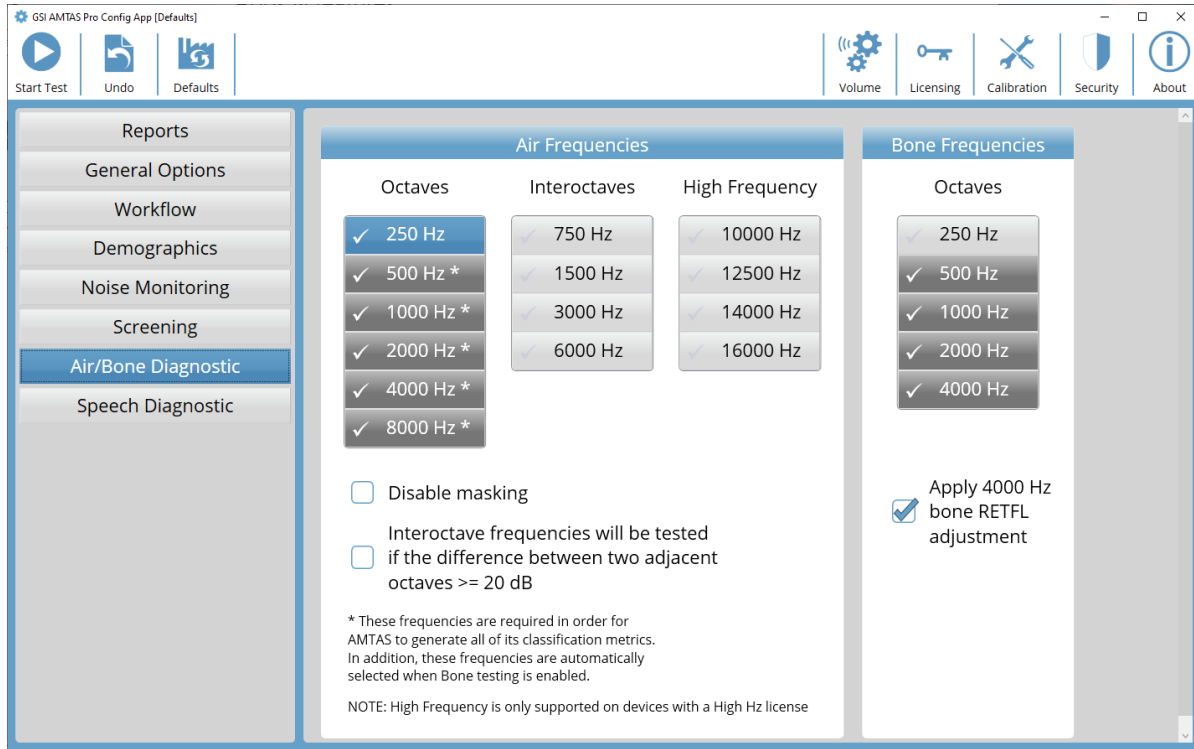 GSI AMTAS Pro Config App [Defaults]
Start Test
Undo
Defaults
Volume
Licensing
Calibration
Security
About
Reports
General Options
Workflow
Demographics
Noise Monitoring
Screening
Air/Bone Diagnostic
Speech Diagnostic
Air Frequencies
Octaves
250 Hz
500 Hz *
1000 Hz *
2000 Hz *
4000 Hz *
8000 Hz *
Interoctaves
750 Hz
1500 Hz
3000 Hz
6000 Hz
High Frequency
10000 Hz
12500 Hz
14000 Hz
16000 Hz
Disable masking
Interoctave frequencies will be tested
if the difference between two adjacent
octaves >= 20 dB
* These frequencies are required in order for
AMTAS to generate all of its classification metrics.
In addition, these frequencies are automatically
selected when Bone testing is enabled.
NOTE: High Frequency is only supported on devices with a High Hz license
Bone Frequencies
Octaves
250 Hz
500 Hz
1000 Hz
2000 Hz
4000 Hz
Apply 4000 Hz
bone RETFL
adjustment